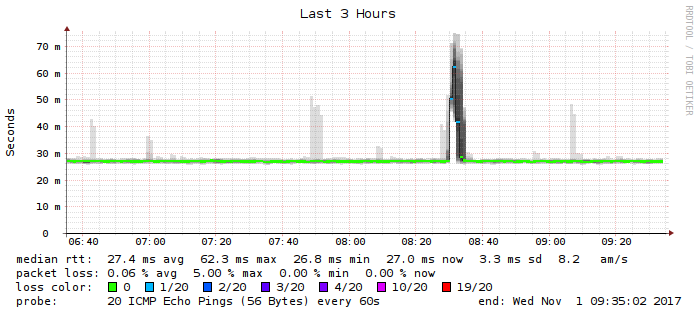 Last 3 Hours
RRDTOOL / TOBI OETIKER
Seconds
70 m
60 m
50 m
40 m
30 m
20 m
10 m
0
06:40 07:00 07:20 07:40 08:00 08:20 08:40 09:00 09:20
median rtt: 27.4 ms avg 62.3 ms max 26.8 ms min 27.0 ms now 3.3 ms sd 8.2 am/s
packet loss: 0.06 % avg 5.00 % max 0.00 % min 0.00 % now
loss color: 0 1/20 2/20 3/20 4/20 10/20 19/20
probe: 20 ICMP Echo Pings (56 Bytes) every 60s end: Wed Nov 1 09:35:02 2017